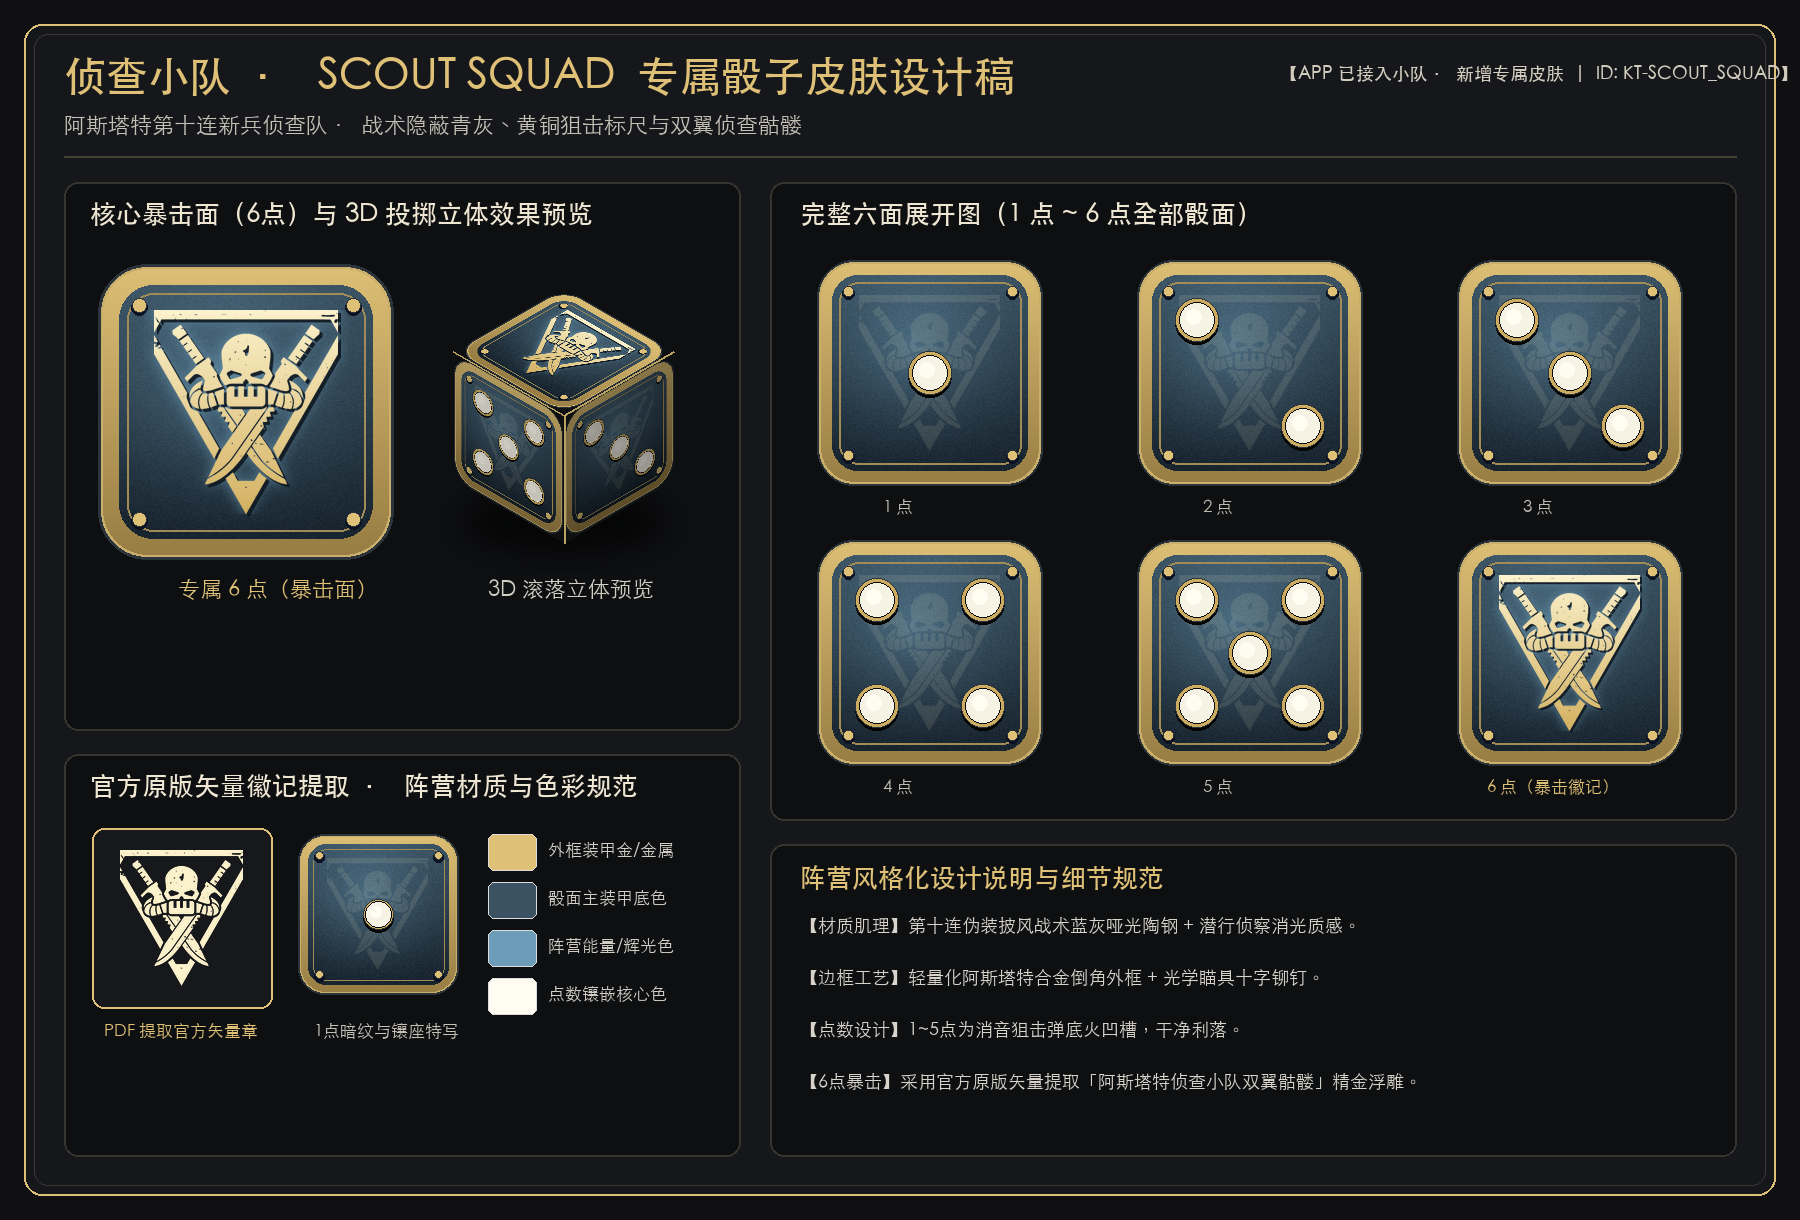 侦查小队 · SCOUT SQUAD 专属骰子皮肤设计稿
【APP 已接入小队 · 新增专属皮肤 | ID: KT-SCOUT_SQUAD】
阿斯塔特第十连新兵侦查队 · 战术隐蔽青灰、黄铜狙击标尺与双翼侦查骷髅
核心暴击面（6点）与 3D 投掷立体效果预览
专属 6 点（暴击面）
3D 滚落立体预览
完整六面展开图（1 点 ~ 6 点全部骰面）
1 点
2 点
3 点
4 点
5 点
6 点（暴击徽记）
官方原版矢量徽记提取 · 阵营材质与色彩规范
外框装甲金/金属
骰面主装甲底色
阵营能量/辉光色
点数镶嵌核心色
PDF 提取官方矢量章
1点暗纹与镶座特写
阵营风格化设计说明与细节规范
【材质肌理】第十连伪装披风战术蓝灰哑光陶钢 + 潜行侦察消光质感。
【边框工艺】轻量化阿斯塔特合金倒角外框 + 光学瞄具十字铆钉。
【点数设计】1~5点为消音狙击弹底火凹槽，干净利落。
【6点暴击】采用官方原版矢量提取「阿斯塔特侦查小队双翼骷髅」精金浮雕。